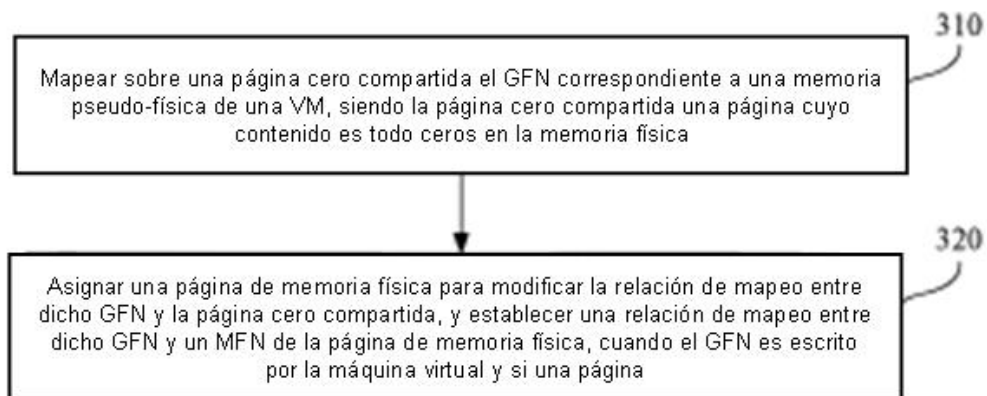 310
Mapear sobre una página cero compartida el GFN correspondiente a una memoria
pseudo-física de una VM, siendo la página cero compartida una página cuyo
contenido es todo ceros en la memoria física
320
Asignar una página de memoria física para modificar la relación de mapeo entre
dicho GFN y la página cero compartida, y establecer una relación de mapeo entre
dicho GFN y un MFN de la página de memoria física, cuando el GFN es escrito
por la máquina virtual y si una página